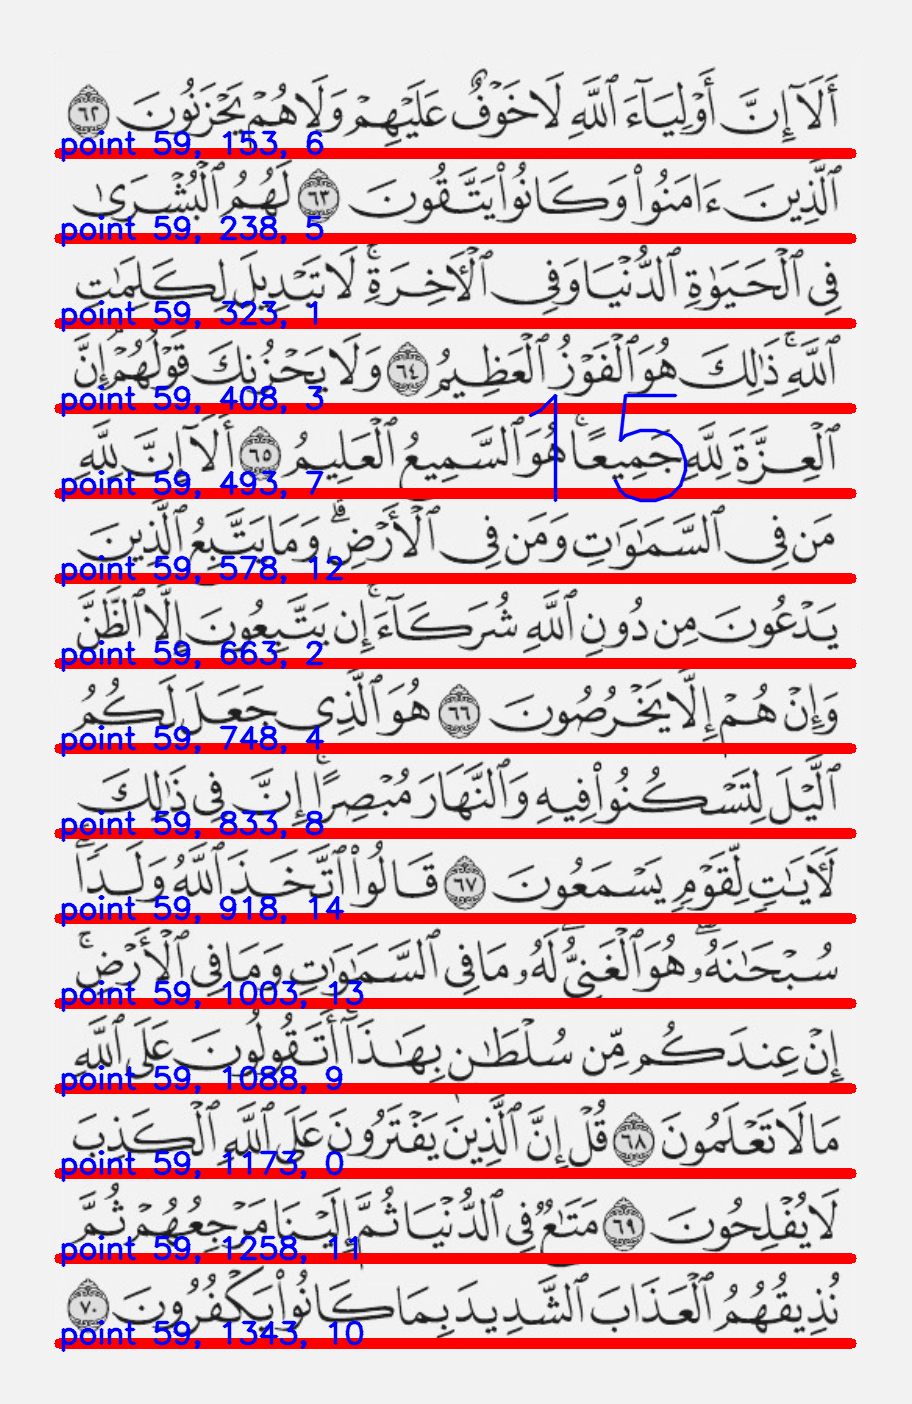 أَلَآ إِنَّ أَوْلِيَآءَ ٱللَّهِ لَا خَوْفٌ عَلَيْهِمْ وَلَا هُمْ يَحْزَنُونَ ٦٢
point 59, 153, 6
ٱلَّذِينَ ءَامَنُوا۟ وَكَانُوا۟ يَتَّقُونَ ٦٣ لَهُمُ ٱلْبُشْرَىٰ
point 59, 238, 5
فِى ٱلْحَيَوٰةِ ٱلدُّنْيَا وَفِى ٱلْـَٔاخِرَةِ ۚ لَا تَبْدِيلَ لِكَلِمَـٰتِ
point 59, 323, 1
ٱللَّهِ ۚ ذَٰلِكَ هُوَ ٱلْفَوْزُ ٱلْعَظِيمُ ٦٤ وَلَا يَحْزُنكَ قَوْلُهُمْ ۘ إِنَّ
point 59, 408, 3
ٱلْعِزَّةَ لِلَّهِ جَمِيعًا ۚ هُوَ ٱلسَّمِيعُ ٱلْعَلِيمُ ٦٥ أَلَآ إِنَّ لِلَّهِ
15
point 59, 493, 7
مَن فِى ٱلسَّمَـٰوَٰتِ وَمَن فِى ٱلْأَرْضِ ۗ وَمَا يَتَّبِعُ ٱلَّذِينَ
point 59, 578, 12
يَدْعُونَ مِن دُونِ ٱللَّهِ شُرَكَآءَ ۚ إِن يَتَّبِعُونَ إِلَّا ٱلظَّنَّ
point 59, 663, 2
وَإِنْ هُمْ إِلَّا يَخْرُصُونَ ٦٦ هُوَ ٱلَّذِى جَعَلَ لَكُمُ
point 59, 748, 4
ٱلَّيْلَ لِتَسْكُنُوا۟ فِيهِ وَٱلنَّهَارَ مُبْصِرًا ۚ إِنَّ فِى ذَٰلِكَ
point 59, 833, 8
لَـَٔايَـٰتٍ لِّقَوْمٍ يَسْمَعُونَ ٦٧ قَالُوا۟ ٱتَّخَذَ ٱللَّهُ وَلَدًا ۗ
point 59, 918, 14
سُبْحَـٰنَهُۥ ۖ هُوَ ٱلْغَنِىُّ ۖ لَهُۥ مَا فِى ٱلسَّمَـٰوَٰتِ وَمَا فِى ٱلْأَرْضِ ۚ
point 59, 1003, 13
إِنْ عِندَكُم مِّن سُلْطَـٰنٍۭ بِهَـٰذَآ ۚ أَتَقُولُونَ عَلَى ٱللَّهِ
point 59, 1088, 9
مَا لَا تَعْلَمُونَ ٦٨ قُلْ إِنَّ ٱلَّذِينَ يَفْتَرُونَ عَلَى ٱللَّهِ ٱلْكَذِبَ
point 59, 1173, 0
لَا يُفْلِحُونَ ٦٩ مَتَـٰعٌ فِى ٱلدُّنْيَا ثُمَّ إِلَيْنَا مَرْجِعُهُمْ ثُمَّ
point 59, 1258, 11
نُذِيقُهُمُ ٱلْعَذَابَ ٱلشَّدِيدَ بِمَا كَانُوا۟ يَكْفُرُونَ ٧٠
point 59, 1343, 10